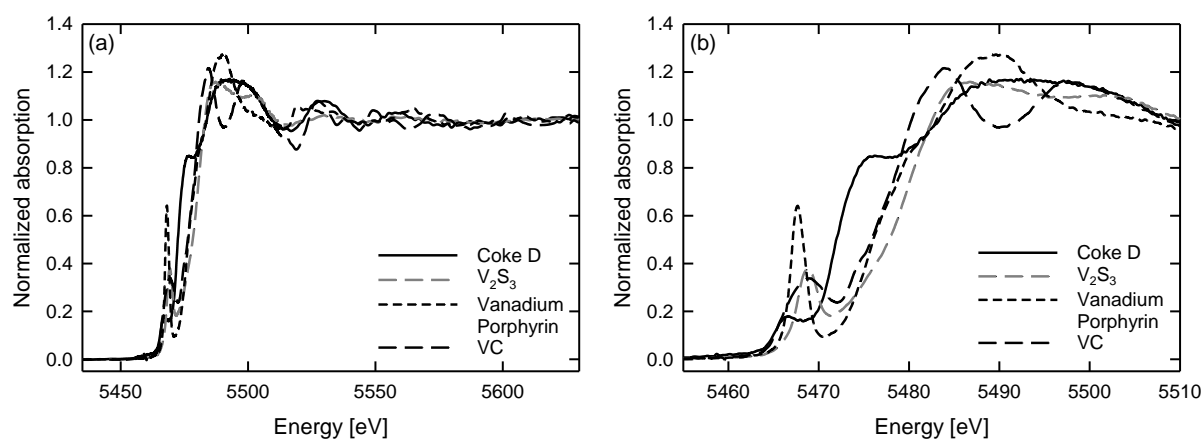 (a)
1.4
1.2
1.0
0.8
0.6
0.4
0.2
0.0
Normalized absorption
5450
5500
5550
5600
Energy [eV]
Coke D
V₂S₃
Vanadium
Porphyrin
VC
(b)
1.4
1.2
1.0
0.8
0.6
0.4
0.2
0.0
Normalized absorption
5460
5470
5480
5490
5500
5510
Energy [eV]
Coke D
V₂S₃
Vanadium
Porphyrin
VC